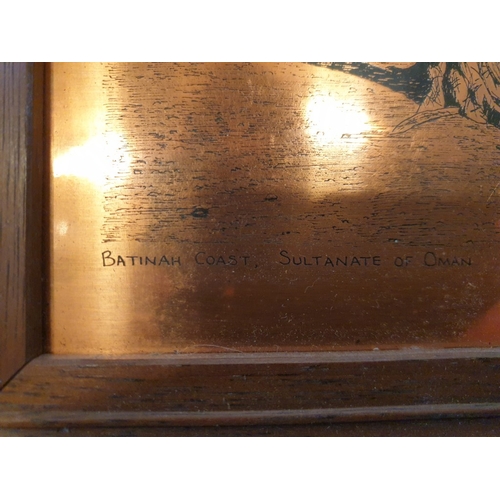 BATINAH COAST, SULTANATE OF OMAN